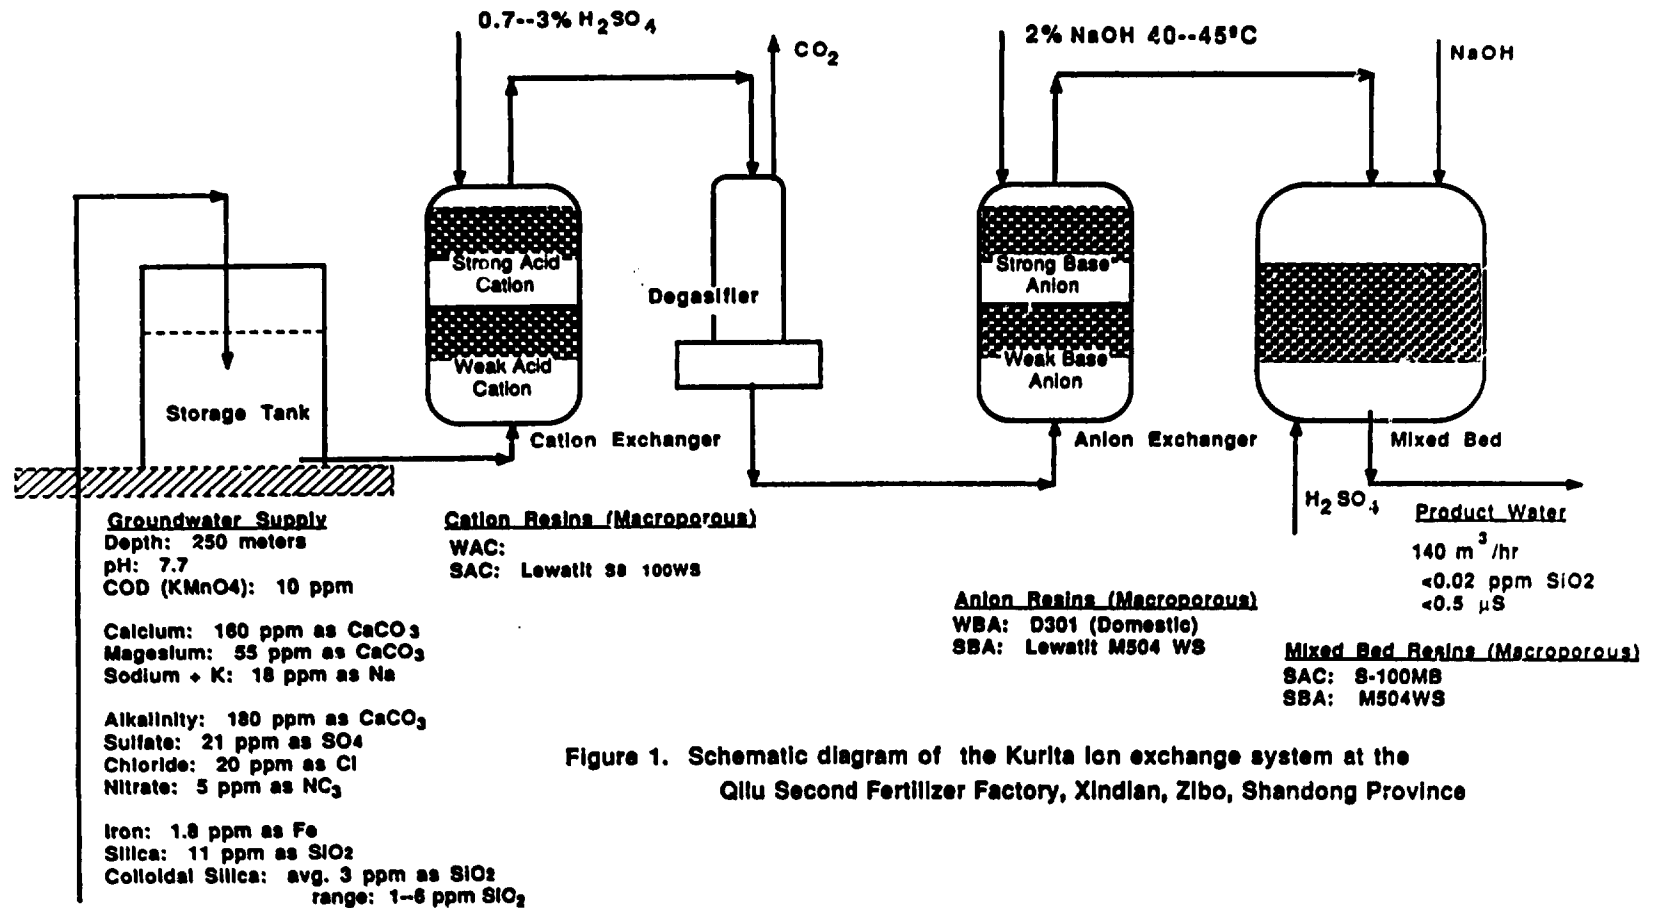 0.7--3% H2SO4
CO2
2% NaOH 40--45°C
NaOH
Strong Acid
Cation
Weak Acid
Cation
Degasifier
Strong Base
Anion
Weak Base
Anion
Storage Tank
Cation Exchanger
Anion Exchanger
Mixed Bed
H2SO4
Groundwater Supply
Depth: 250 meters
pH: 7.7
COD (KMnO4): 10 ppm
Calcium: 160 ppm as CaCO3
Magesium: 55 ppm as CaCO3
Sodium + K: 18 ppm as Na
Alkalinity: 180 ppm as CaCO3
Sulfate: 21 ppm as SO4
Chloride: 20 ppm as Cl
Nitrate: 5 ppm as NC3
Iron: 1.8 ppm as Fe
Silica: 11 ppm as SiO2
Colloidal Silica: avg. 3 ppm as SiO2
range: 1--6 ppm SiO2
Cation Resins (Macroporous)
WAC:
SAC: Lewatit S8 100WS
Anion Resins (Macroporous)
WBA: D301 (Domestic)
SBA: Lewatit M504 WS
Product Water
140 m3/hr
<0.02 ppm SiO2
<0.5 µS
Mixed Bed Resins (Macroporous)
SAC: S-100MB
SBA: M504WS
Figure 1. Schematic diagram of the Kurita ion exchange system at the
Qilu Second Fertilizer Factory, Xindian, Zibo, Shandong Province